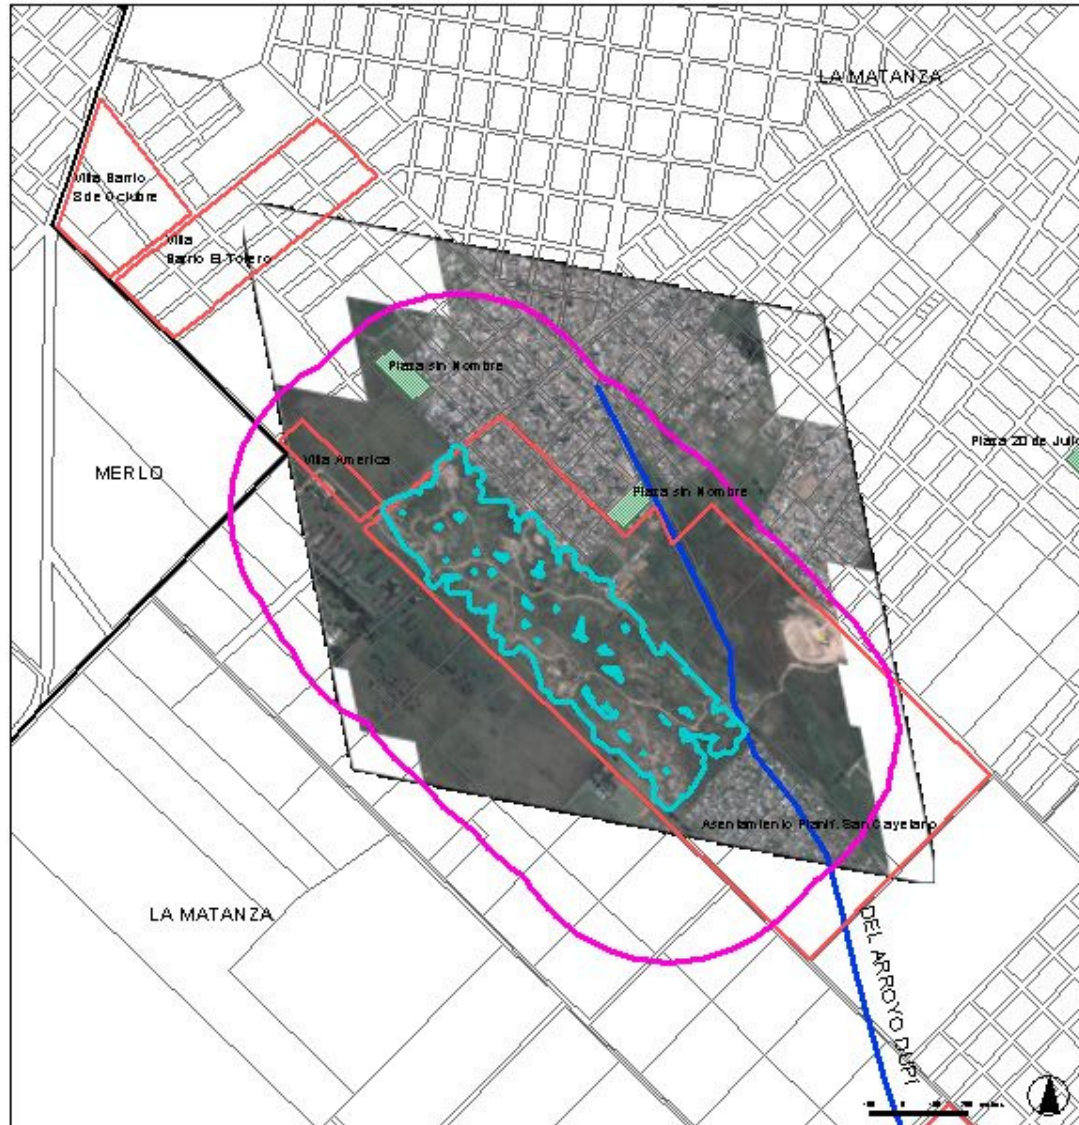 LA MATANZA
Villa Barrio
8 de Octubre
Villa
Barrio El Tolero
Plaza sin Nombre
Plaza 20 de Julio
Villa America
MERLO
Plaza sin Nombre
Asentamiento Planif. San Cayetano
LA MATANZA
DEL ARROYO DUPI